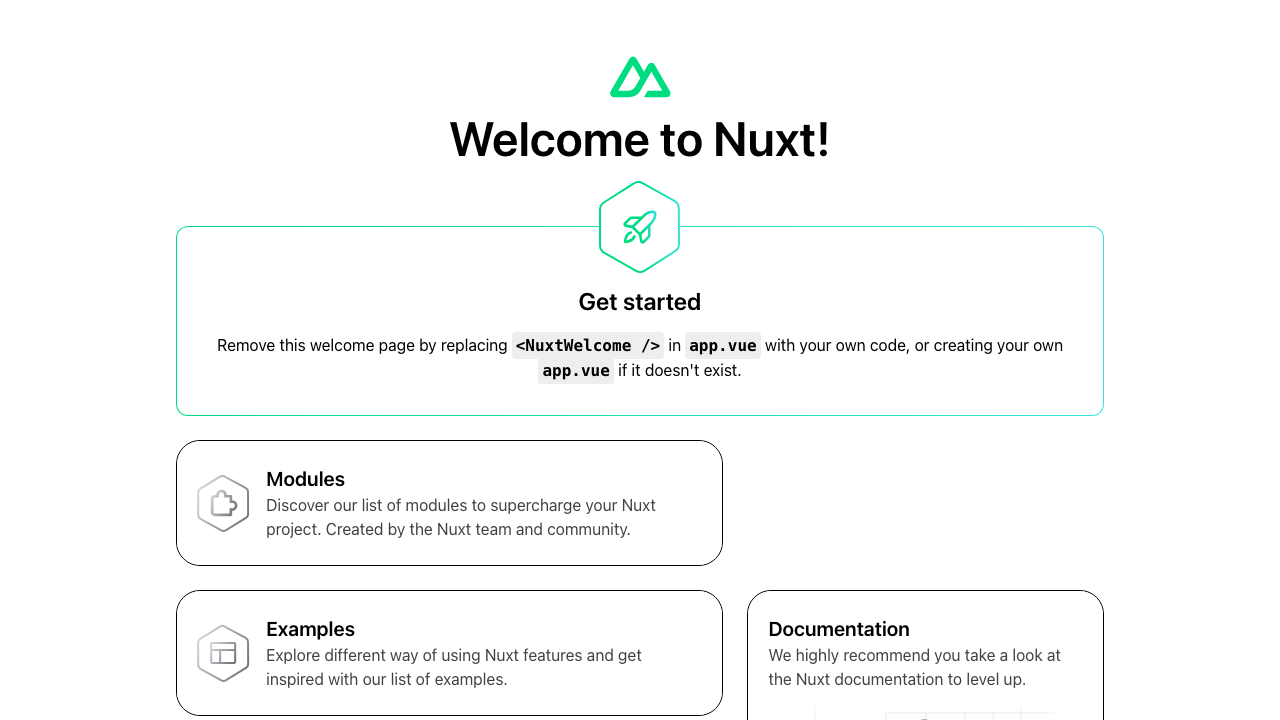 Welcome to Nuxt!
Get started
Remove this welcome page by replacing <NuxtWelcome /> in app.vue with your own code, or creating your own
app.vue if it doesn't exist.
Modules
Discover our list of modules to supercharge your Nuxt
project. Created by the Nuxt team and community.
Examples
Explore different way of using Nuxt features and get
inspired with our list of examples.
Documentation
We highly recommend you take a look at
the Nuxt documentation to level up.